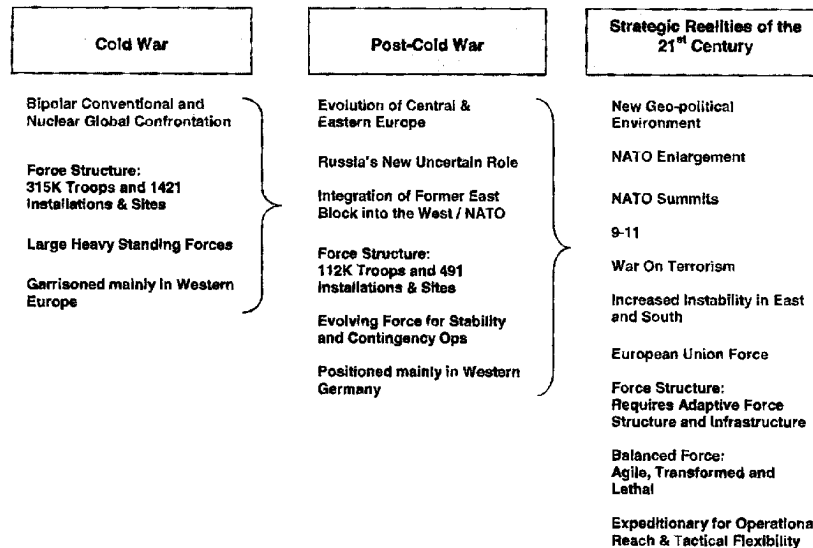 Cold War
Bipolar Conventional and
Nuclear Global Confrontation
Force Structure:
315K Troops and 1421
Installations & Sites
Large Heavy Standing Forces
Garrisoned mainly in Western
Europe
Post-Cold War
Evolution of Central &
Eastern Europe
Russia's New Uncertain Role
Integration of Former East
Block into the West / NATO
Force Structure:
112K Troops and 491
Installations & Sites
Evolving Force for Stability
and Contingency Ops
Positioned mainly in Western
Germany
Strategic Realities of the
21st Century
New Geo-political
Environment
NATO Enlargement
NATO Summits
9-11
War On Terrorism
Increased Instability in East
and South
European Union Force
Force Structure:
Requires Adaptive Force
Structure and Infrastructure
Balanced Force:
Agile, Transformed and
Lethal
Expeditionary for Operationa
Reach & Tactical Flexibility